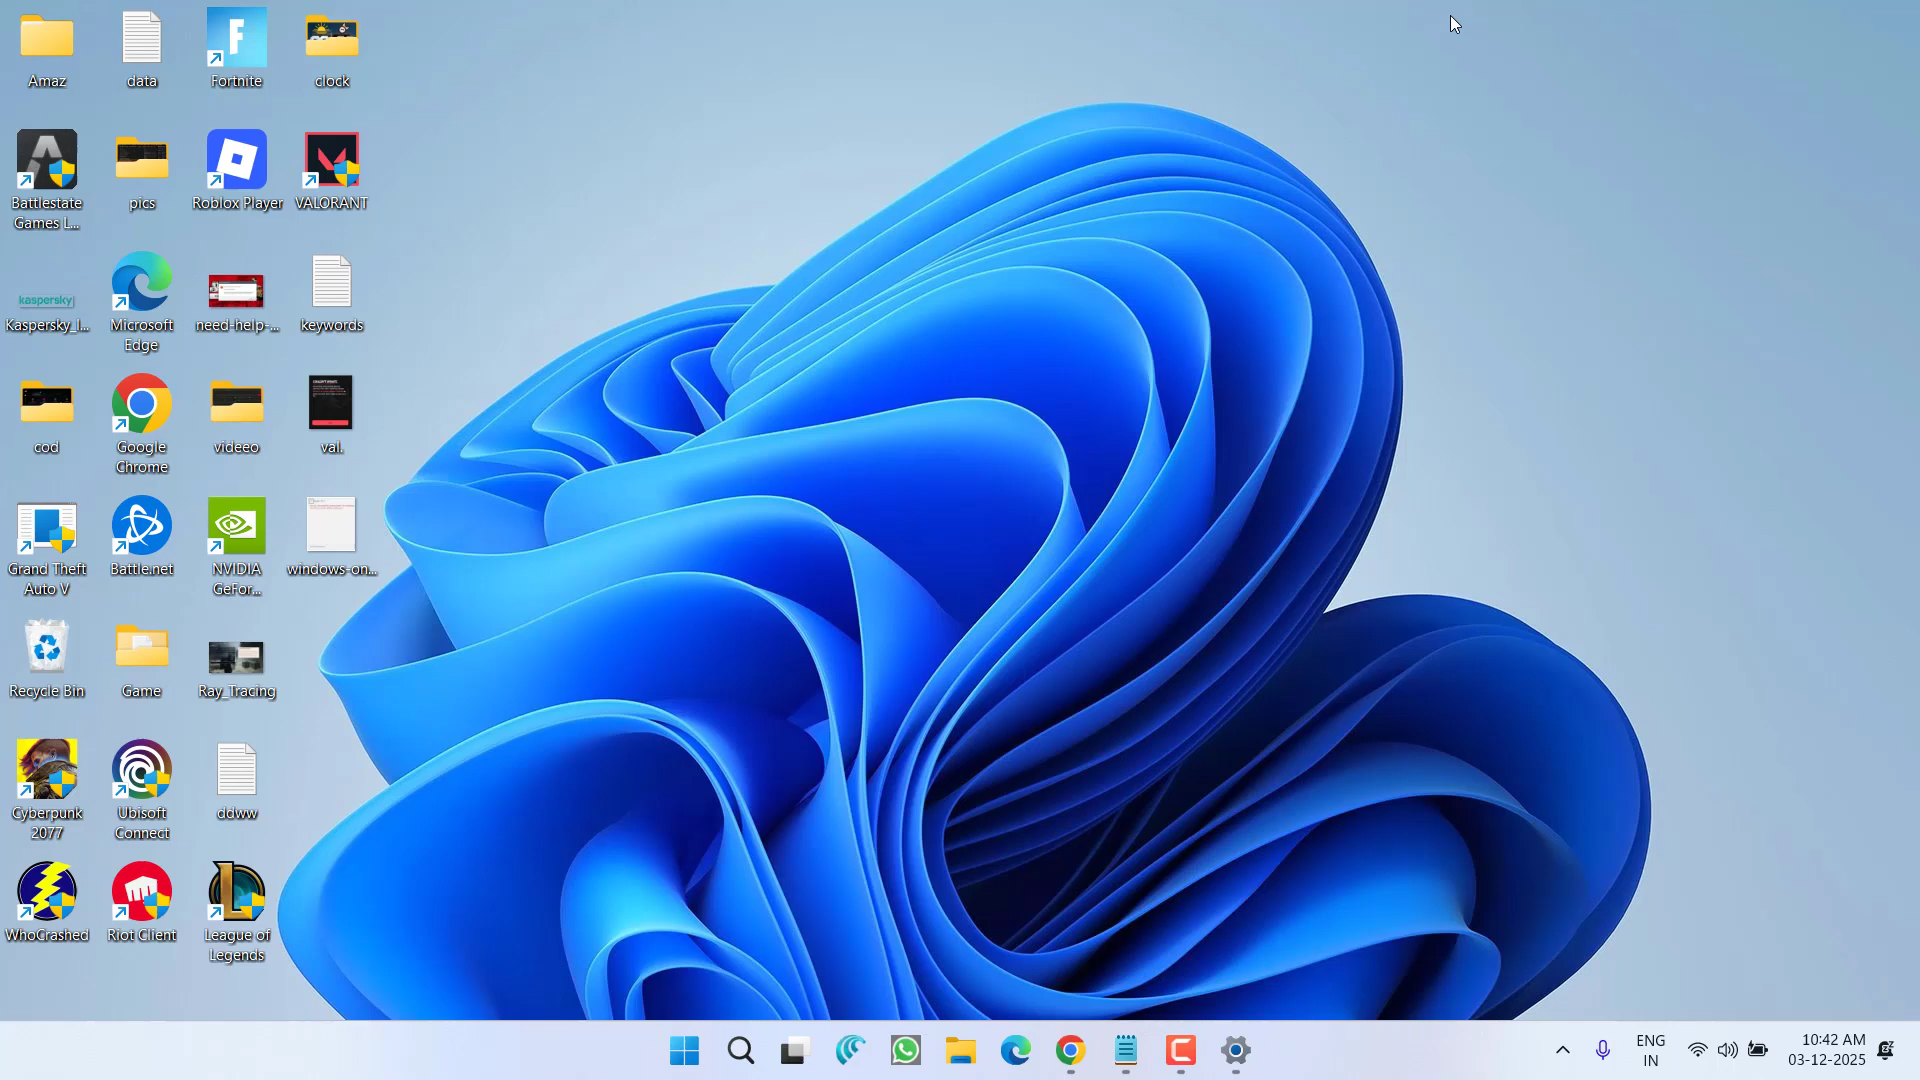 Amaz
data
Fortnite
clock
Battlestate
Games L...
pics
Roblox Player
VALORANT
kaspersky
Kaspersky_l...
Microsoft
Edge
need-help-...
keywords
cod
Google
Chrome
videeo
val.
Grand Theft
Auto V
Battle.net
NVIDIA
GeFor...
windows-on...
Recycle Bin
Game
Ray_Tracing
Cyberpunk
2077
Ubisoft
Connect
ddww
WhoCrashed
Riot Client
League of
Legends
ENG
IN
10:42 AM
03-12-2025